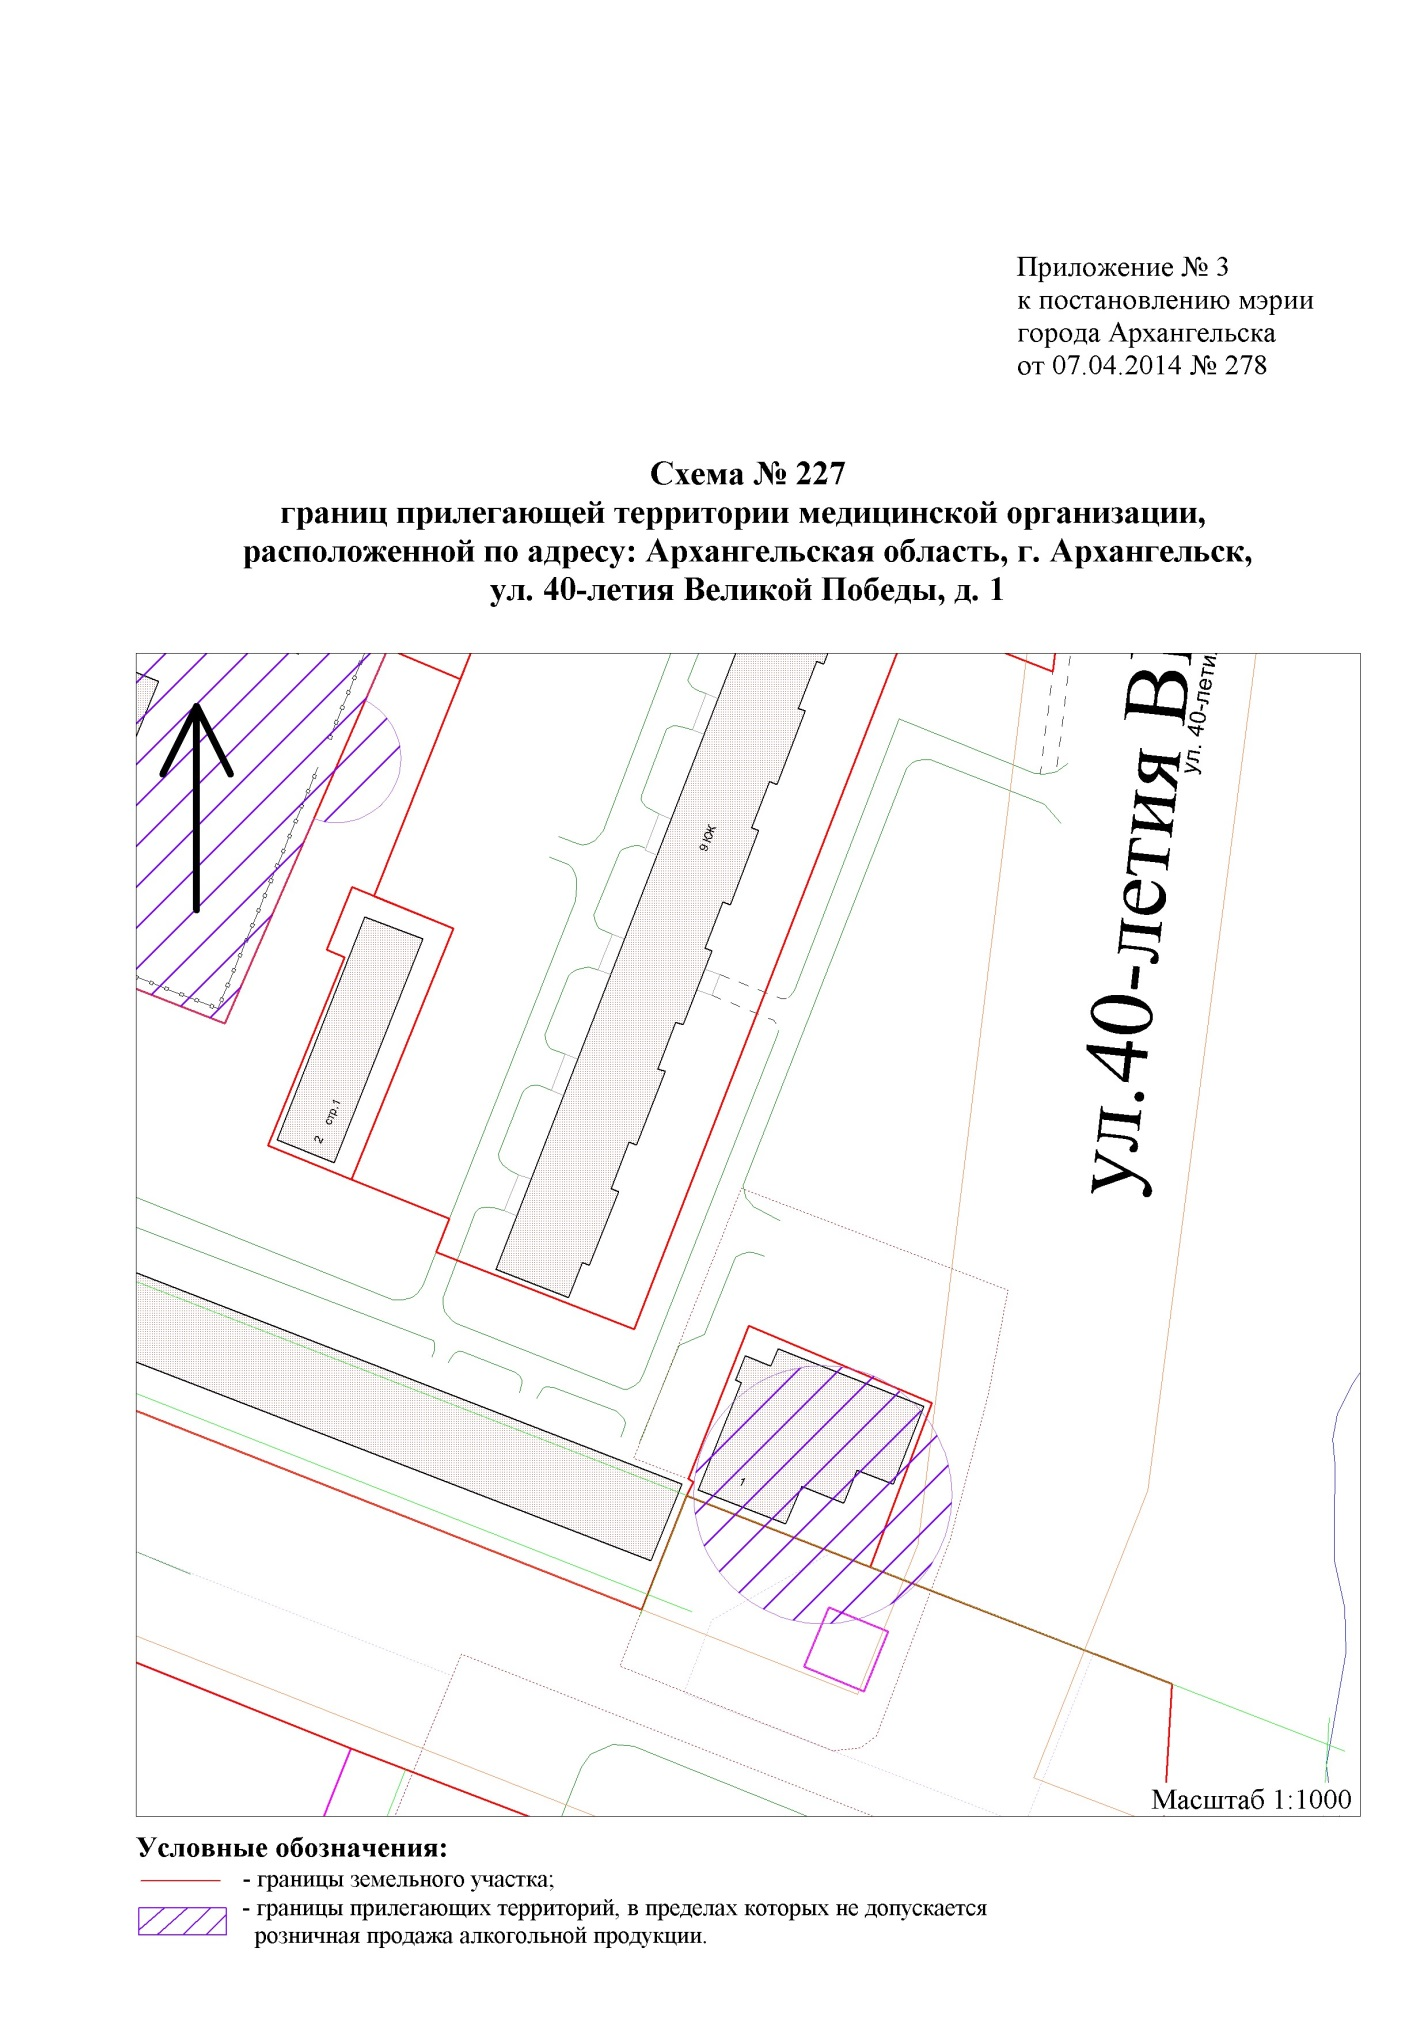 Приложение № 3
к постановлению мэрии
города Архангельска
от 07.04.2014 № 278
Схема № 227
границ прилегающей территории медицинской организации,
расположенной по адресу: Архангельская область, г. Архангельск,
ул. 40-летия Великой Победы, д. 1
ул.40-летия В
ул. 40-лети
9 ЮЖ
2 стр.1
1
Масштаб 1:1000
Условные обозначения:
- границы земельного участка;
- границы прилегающих территорий, в пределах которых не допускается
розничная продажа алкогольной продукции.